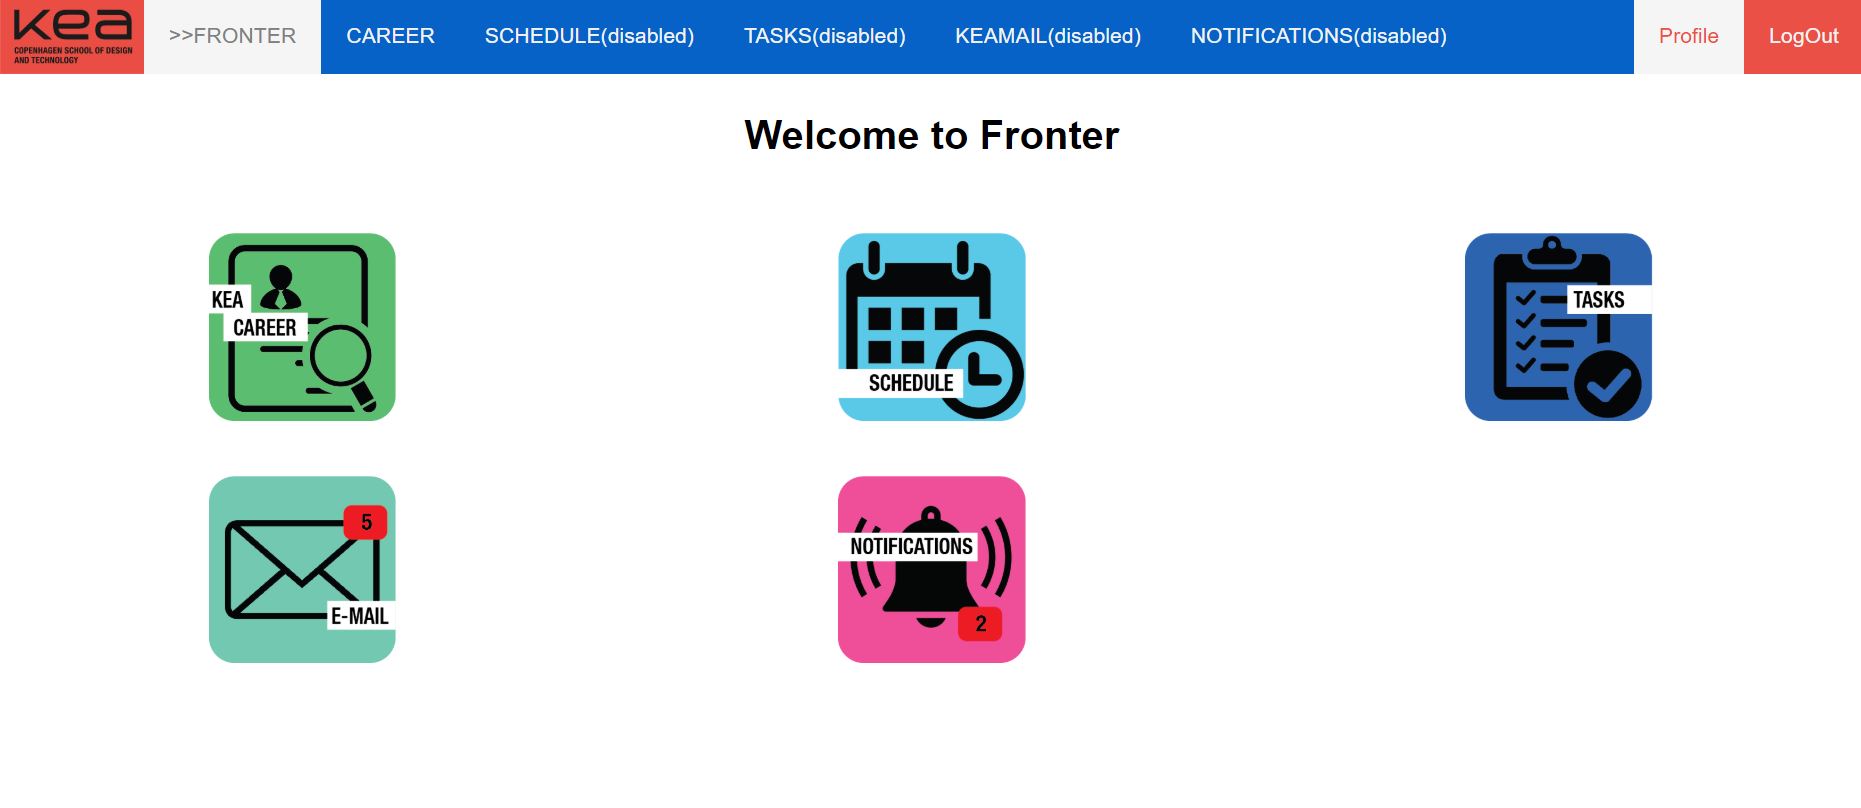 kea
COPENHAGEN SCHOOL OF DESIGN
AND TECHNOLOGY
>>FRONTER CAREER SCHEDULE(disabled) TASKS(disabled) KEAMAIL(disabled) NOTIFICATIONS(disabled) Profile LogOut
Welcome to Fronter
KEA
CAREER
SCHEDULE
TASKS
5
E-MAIL
NOTIFICATIONS
2